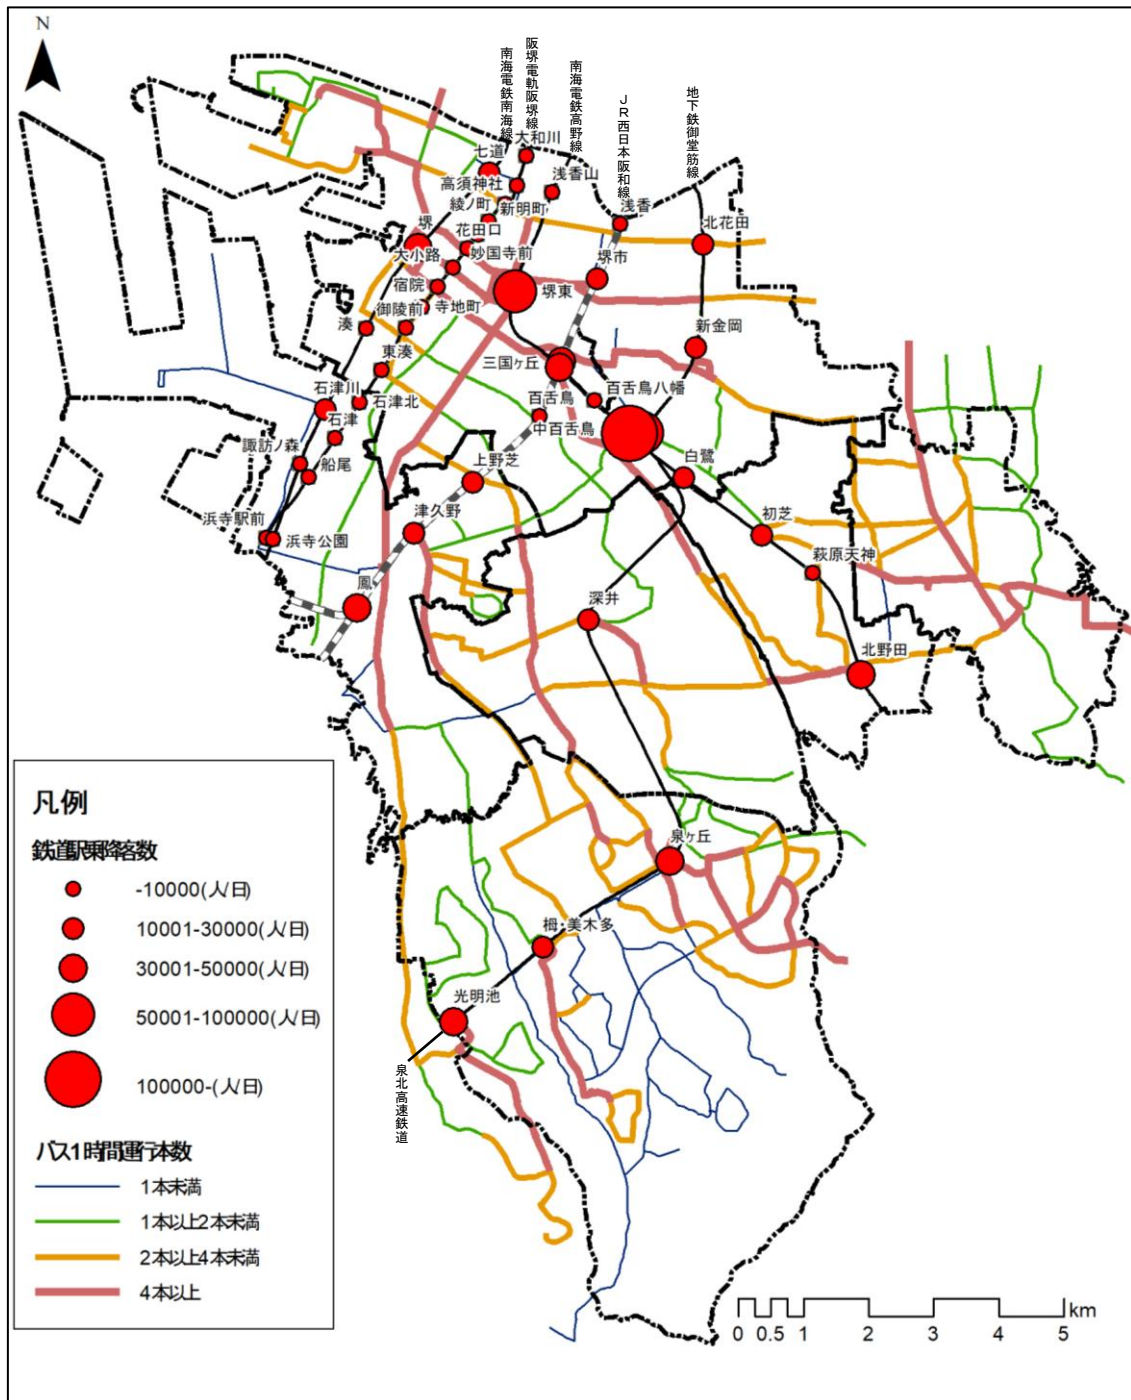 N
南海電鉄南海線
阪堺電軌阪堺線
南海電鉄高野線
JR西日本阪和線
地下鉄御堂筋線
大和川
七道
高須神社
浅香山
綾ノ町
新明町
浅香
堺
花田口
北花田
大小路
妙国寺前
堺市
宿院
堺東
御陵前
寺地町
湊
新金岡
東湊
三国ヶ丘
石津川
石津北
百舌鳥
百舌鳥八幡
石津
中百舌鳥
諏訪ノ森
船尾
上野芝
白鷺
浜寺駅前
津久野
初芝
浜寺公園
萩原天神
鳳
深井
北野田
泉ヶ丘
栂・美木多
光明池
泉北高速鉄道
凡例
鉄道駅乗降客数
-10000(人/日)
10001-30000(人/日)
30001-50000(人/日)
50001-100000(人/日)
100000-(人/日)
バス1時間運行本数
1本未満
1本以上2本未満
2本以上4本未満
4本以上
km
0 0.5 1 2 3 4 5